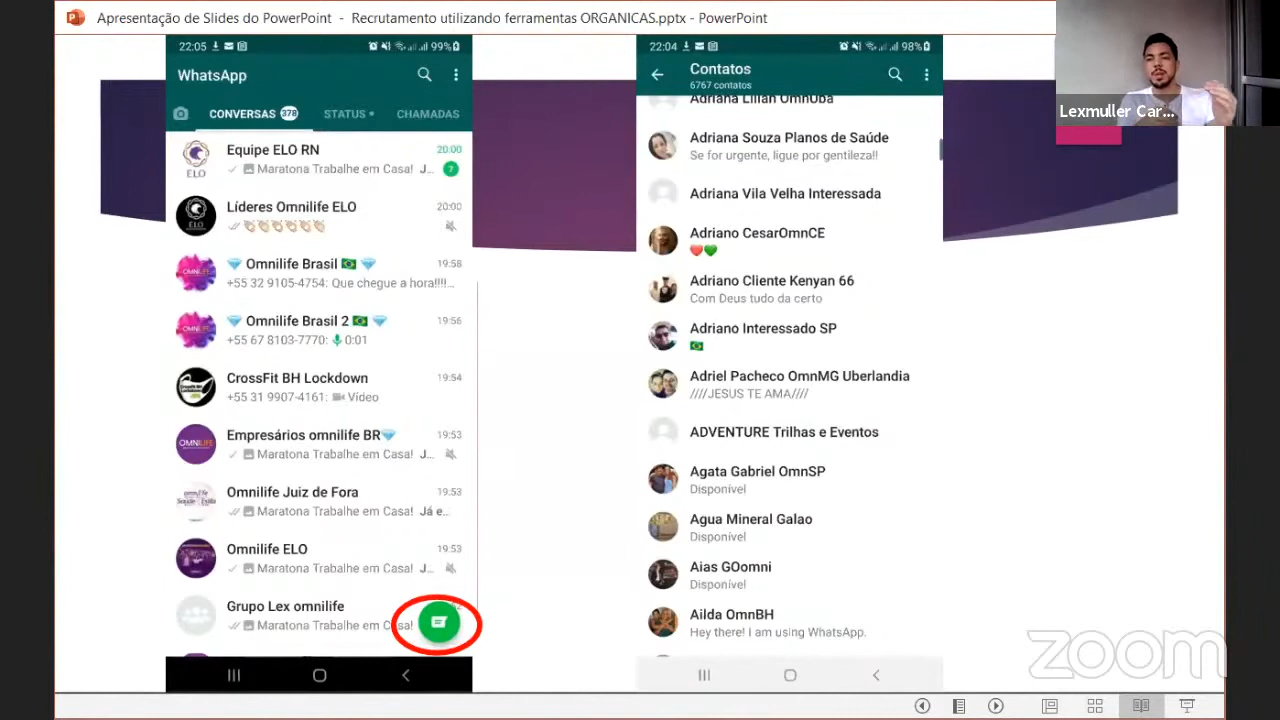 Apresentação de Slides do PowerPoint - Recrutamento utilizando ferramentas ORGANICAS.pptx - PowerPoint
22:05
99%
WhatsApp
CONVERSAS 378 STATUS CHAMADAS
Equipe ELO RN 20:00
Maratona Trabalhe em Casa! J... 7
ELO
Líderes Omnilife ELO 20:00
ELO
Omnilife Brasil 19:58
+55 32 9105-4754: Que chegue a hora!!!!...
Omnilife Brasil 2 19:56
+55 67 8103-7770: 0:01
CrossFit BH Lockdown 19:54
+55 31 9907-4161: Vídeo
Empresários omnilife BR 19:53
OMNILIFE
Maratona Trabalhe em Casa! J...
Omnilife Juiz de Fora 19:53
Maratona Trabalhe em Casa! Já e...
Omnilife ELO 19:53
Maratona Trabalhe em Casa! J...
Grupo Lex omnilife
Maratona Trabalhe em Casa!
22:04
98%
Contatos
6767 contatos
Adriana Lilian OmnUba
Adriana Souza Planos de Saúde
Se for urgente, ligue por gentileza!!
Adriana Vila Velha Interessada
Adriano CesarOmnCE
Adriano Cliente Kenyan 66
Com Deus tudo da certo
Adriano Interessado SP
Adriel Pacheco OmnMG Uberlandia
////JESUS TE AMA////
ADVENTURE Trilhas e Eventos
Agata Gabriel OmnSP
Disponível
Agua Mineral Galao
Disponível
Aias GOomni
Disponível
Ailda OmnBH
Hey there! i am using WhatsApp.
Lexmuller Car...
zoom